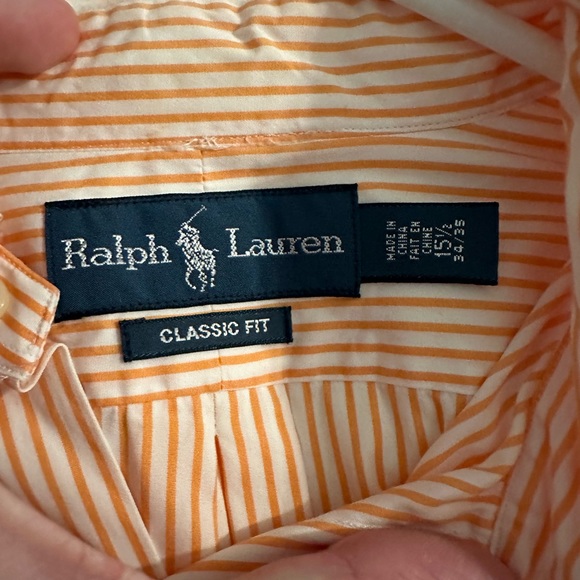 Ralph Lauren
CLASSIC FIT
MADE IN
CHINA
FAIT EN
CHINE
15½
34/35